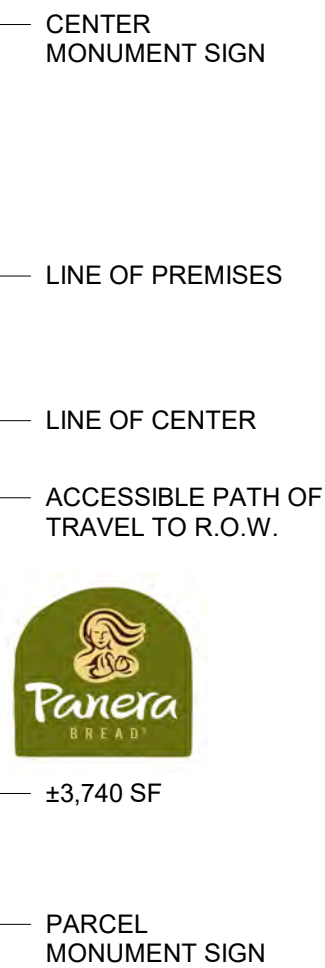 CENTER
MONUMENT SIGN
LINE OF PREMISES
LINE OF CENTER
ACCESSIBLE PATH OF
TRAVEL TO R.O.W.
Panera
BREAD
±3,740 SF
PARCEL
MONUMENT SIGN